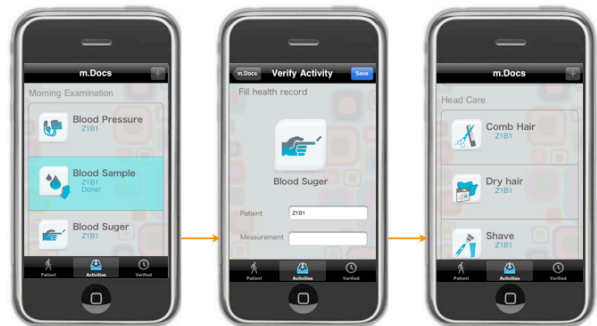 m.Docs
+
Morning Examination
Blood Pressure
Z1B1
Blood Sample
Z1B1
Done!
Blood Suger
Z1B1
Patient
Activities
Verified
m.Docs
Verify Activity
Save
Fill health record
Blood Suger
Patient
Z1B1
Measurement
Patient
Activities
Verified
m.Docs
+
Head Care
Comb Hair
Z1B1
Dry hair
Z1B1
Shave
Z1B1
Patient
Activities
Verified